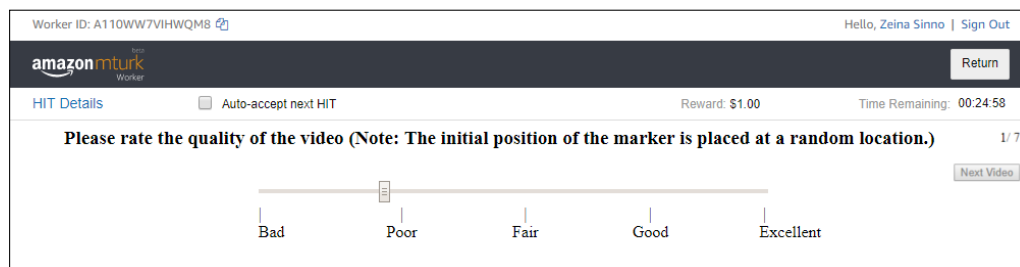 Worker ID: A110WW7VIHWQM8 Hello, Zeina Sinno | Sign Out
beta
amazonmturk
Worker
Return
HIT Details Auto-accept next HIT Reward: $1.00 Time Remaining: 00:24:58
Please rate the quality of the video (Note: The initial position of the marker is placed at a random location.) 1/ 7
Next Video
Bad Poor Fair Good Excellent